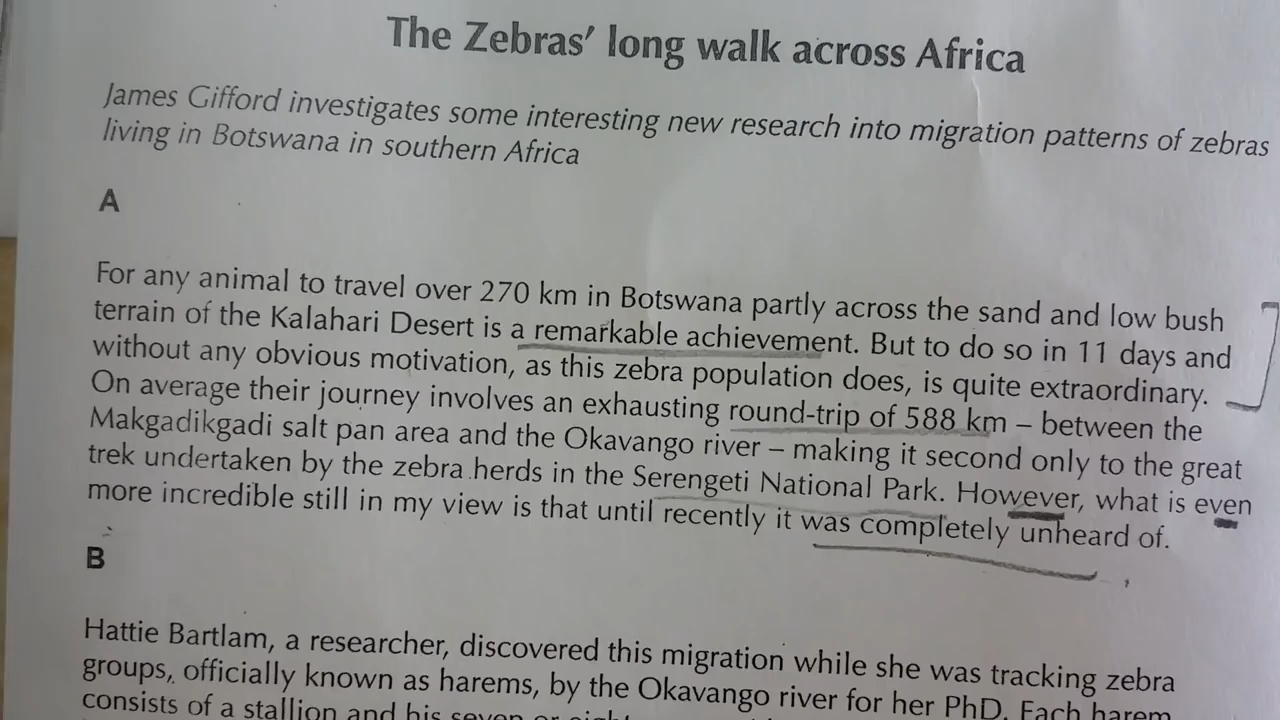 The Zebras' long walk across Africa
James Gifford investigates some interesting new research into migration patterns of zebras
living in Botswana in southern Africa
A
For any animal to travel over 270 km in Botswana partly across the sand and low bush
terrain of the Kalahari Desert is a remarkable achievement. But to do so in 11 days and
without any obvious motivation, as this zebra population does, is quite extraordinary.
On average their journey involves an exhausting round-trip of 588 km – between the
Makgadikgadi salt pan area and the Okavango river – making it second only to the great
trek undertaken by the zebra herds in the Serengeti National Park. However, what is even
more incredible still in my view is that until recently it was completely unheard of.
B
Hattie Bartlam, a researcher, discovered this migration while she was tracking zebra
groups, officially known as harems, by the Okavango river for her PhD. Each harem
consists of a stallion and his seven or eight